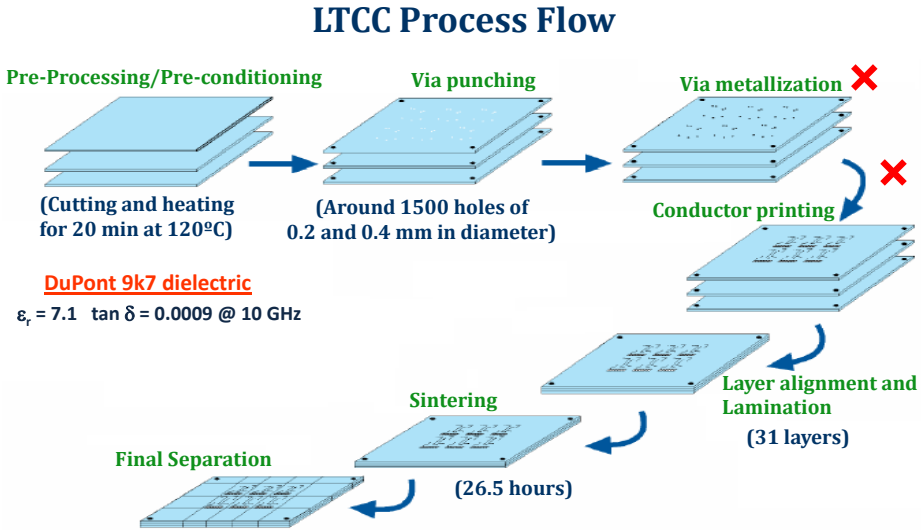 LTCC Process Flow
Pre-Processing/Pre-conditioning
Via punching
Via metallization
(Cutting and heating
for 20 min at 120ºC)
(Around 1500 holes of
0.2 and 0.4 mm in diameter)
Conductor printing
DuPont 9k7 dielectric
εr = 7.1 tan δ = 0.0009 @ 10 GHz
Layer alignment and
Lamination
(31 layers)
Sintering
(26.5 hours)
Final Separation